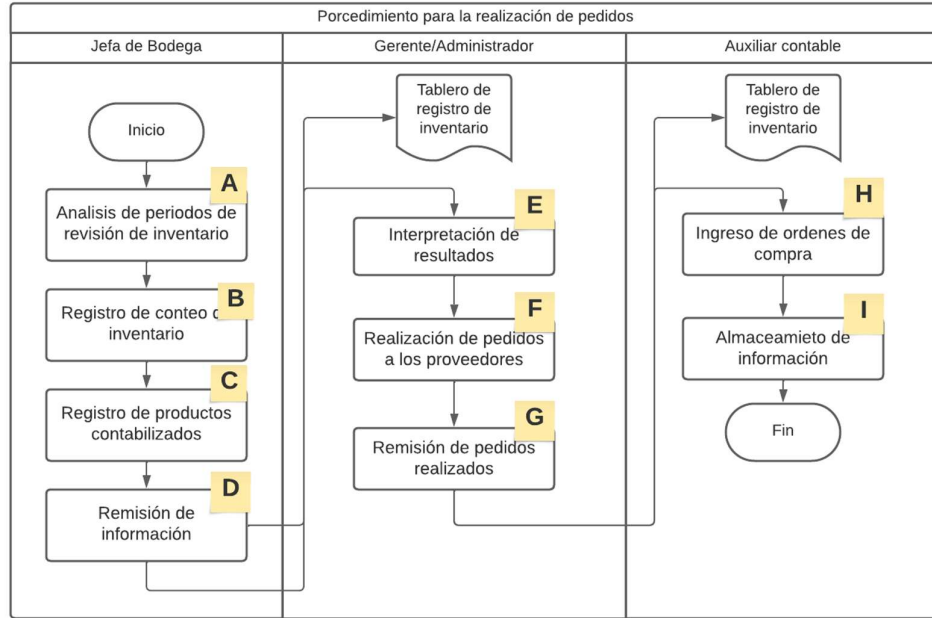 Porcedimiento para la realización de pedidos
Jefa de Bodega
Gerente/Administrador
Auxiliar contable
Inicio
A
Analisis de periodos de
revisión de inventario
B
Registro de conteo
inventario
C
Registro de productos
contabilizados
D
Remisión de
información
Tablero de
registro de
inventario
E
Interpretación de
resultados
F
Realización de pedidos
a los proveedores
G
Remisión de pedidos
realizados
Tablero de
registro de
inventario
H
Ingreso de ordenes de
compra
I
Almaceamieto de
información
Fin